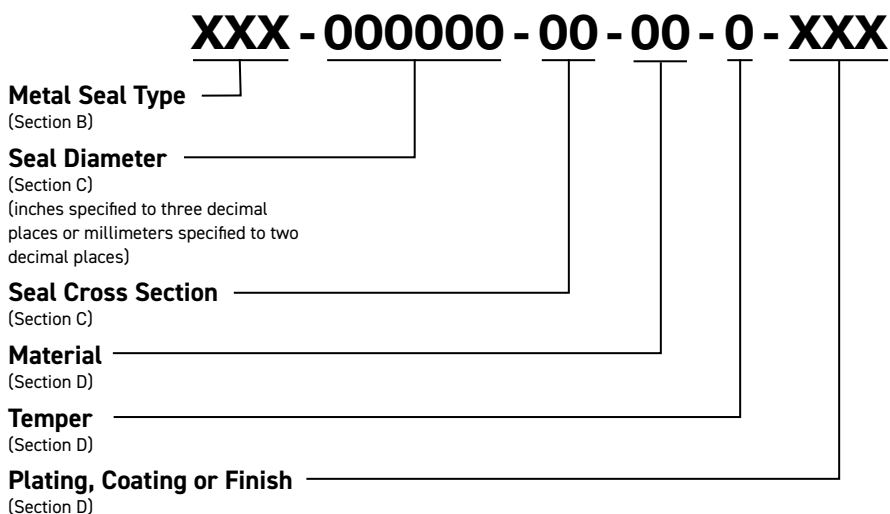 XXX - 000000 - 00 - 00 - 0 - XXX
Metal Seal Type
(Section B)
Seal Diameter
(Section C)
(inches specified to three decimal
places or millimeters specified to two
decimal places)
Seal Cross Section
(Section C)
Material
(Section D)
Temper
(Section D)
Plating, Coating or Finish
(Section D)